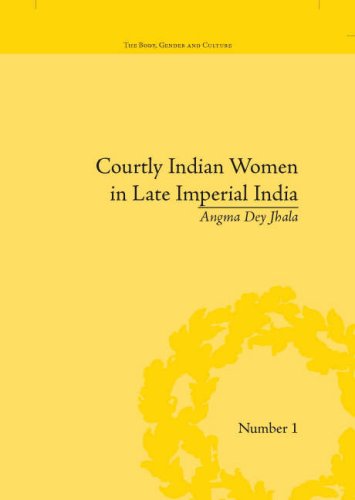 The Body, Gender and Culture
Courtly Indian Women
in Late Imperial India
Angma Dey Jhala
Number 1